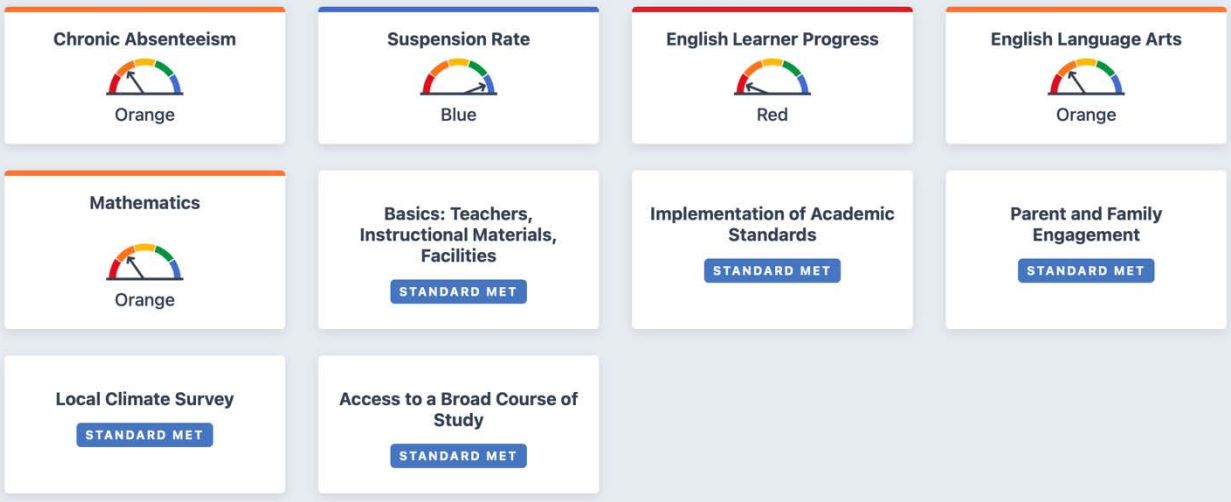 Chronic Absenteeism
Orange
Suspension Rate
Blue
English Learner Progress
Red
English Language Arts
Orange
Mathematics
Orange
Basics: Teachers,
Instructional Materials,
Facilities
STANDARD MET
Implementation of Academic
Standards
STANDARD MET
Parent and Family
Engagement
STANDARD MET
Local Climate Survey
STANDARD MET
Access to a Broad Course of
Study
STANDARD MET